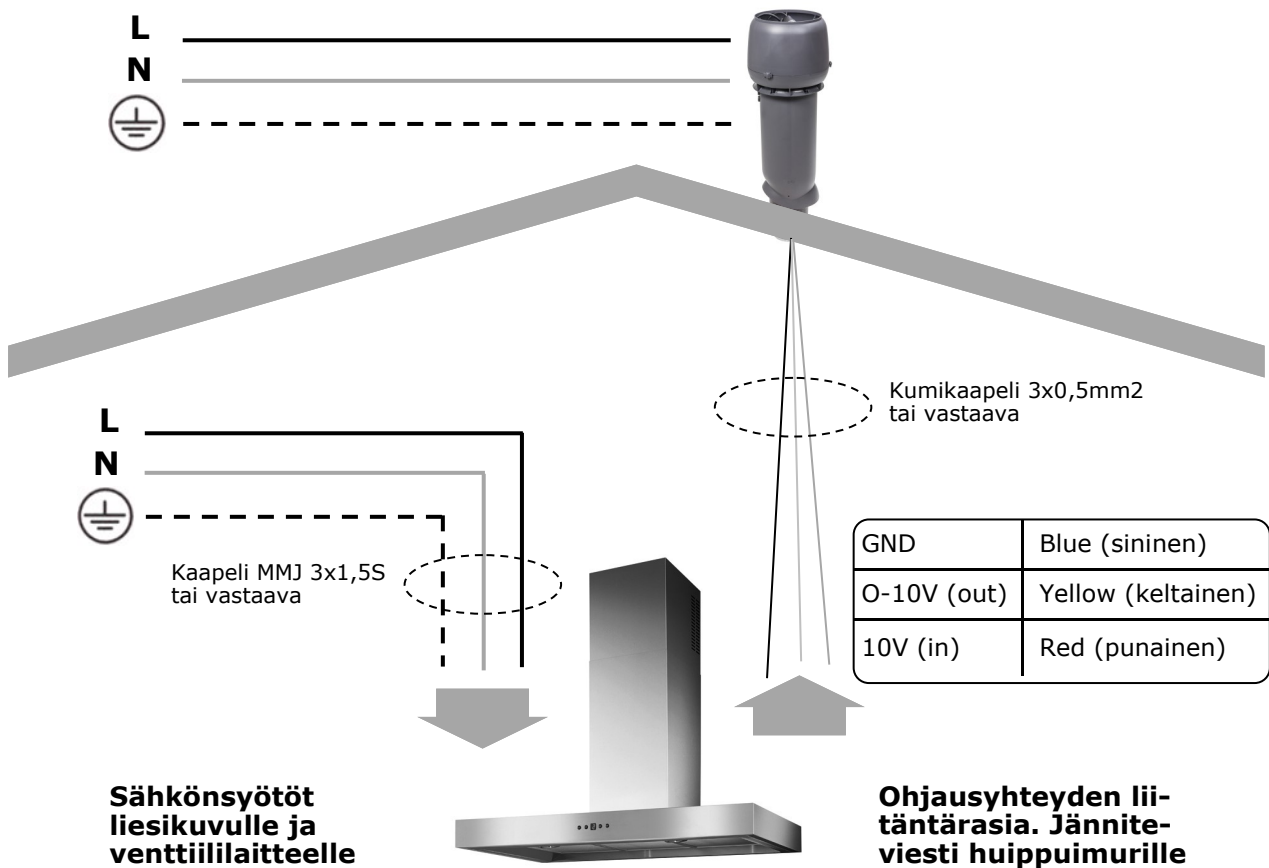 L
N
Kumikaapeli 3x0,5mm2
tai vastaava
L
N
Kaapeli MMJ 3x1,5S
tai vastaava
GND Blue (sininen)
O-10V (out) Yellow (keltainen)
10V (in) Red (punainen)
Sähkönsyötöt
liesikuvulle ja
venttiililaitteelle
Ohjausyhteyden lii-
täntärasia. Jännite-
viesti huippuimurille